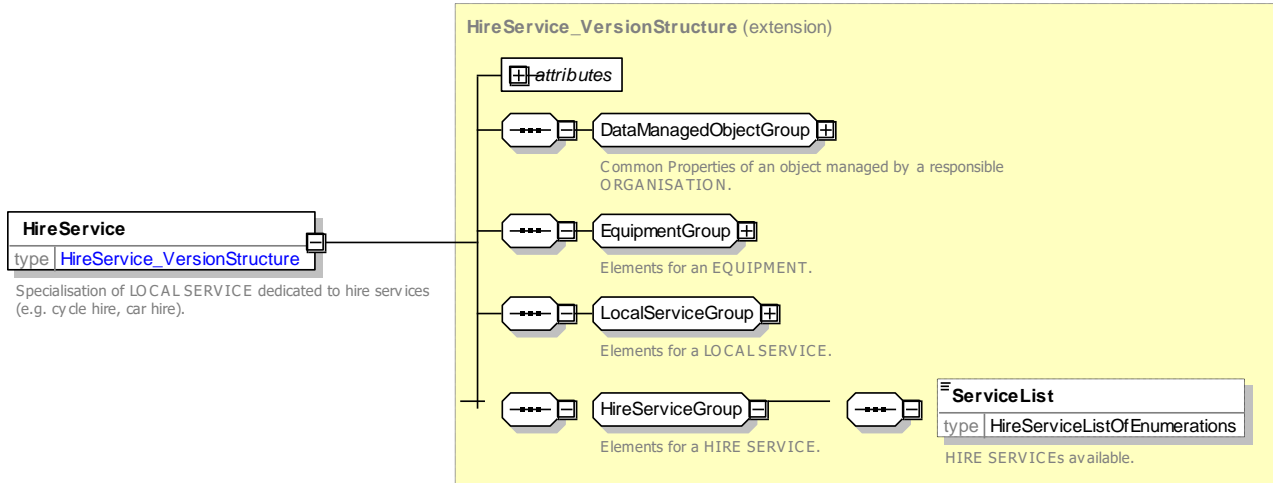 HireService_VersionStructure (extension)
attributes
DataManagedObjectGroup
Common Properties of an object managed by a responsible
ORGANISATION.
HireService
type HireService_VersionStructure
Specialisation of LOCAL SERVICE dedicated to hire services
(e.g. cycle hire, car hire).
EquipmentGroup
Elements for an EQUIPMENT.
LocalServiceGroup
Elements for a LOCAL SERVICE.
HireServiceGroup
Elements for a HIRE SERVICE.
ServiceList
type HireServiceListOfEnumerations
HIRE SERVICEs available.